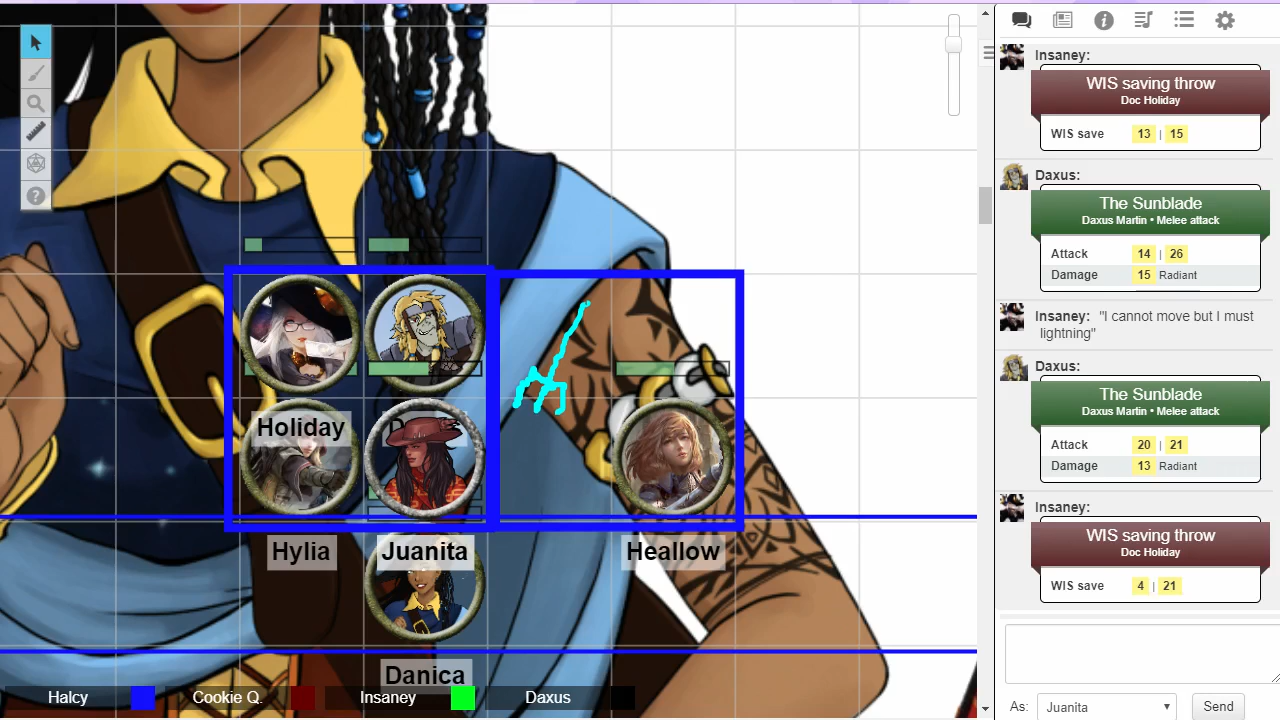 Holiday
Hylia
Juanita
Heallow
Danica
Halcy
Cookie Q.
Insaney
Daxus
Insaney:
WIS saving throw
Doc Holiday
WIS save 13 | 15
Daxus:
The Sunblade
Daxus Martin • Melee attack
Attack 14 | 26
Damage 15 Radiant
Insaney: "I cannot move but I must
lightning"
Daxus:
The Sunblade
Daxus Martin • Melee attack
Attack 20 | 21
Damage 13 Radiant
Insaney:
WIS saving throw
Doc Holiday
WIS save 4 | 21
As: Juanita Send